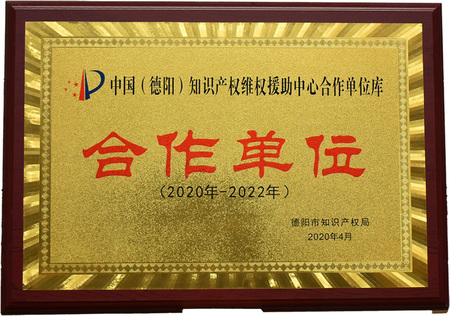 中国（德阳）知识产权维权援助中心合作单位库
合作单位
（2020年-2022年）
德阳市知识产权局
2020年4月